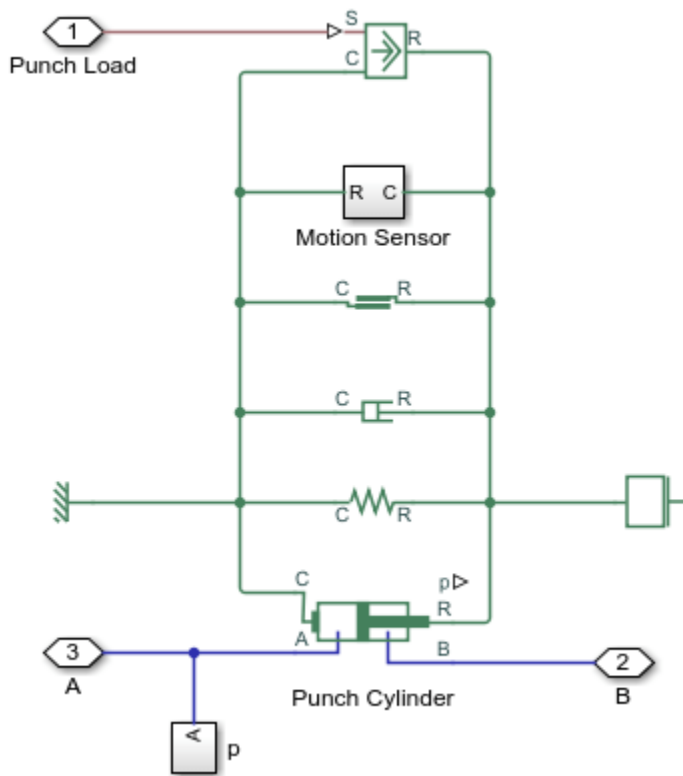 1
Punch Load
S
C
R
R C
Motion Sensor
C R
C R
C R
C
p
R
A
B
3
A
2
B
Punch Cylinder
A
p